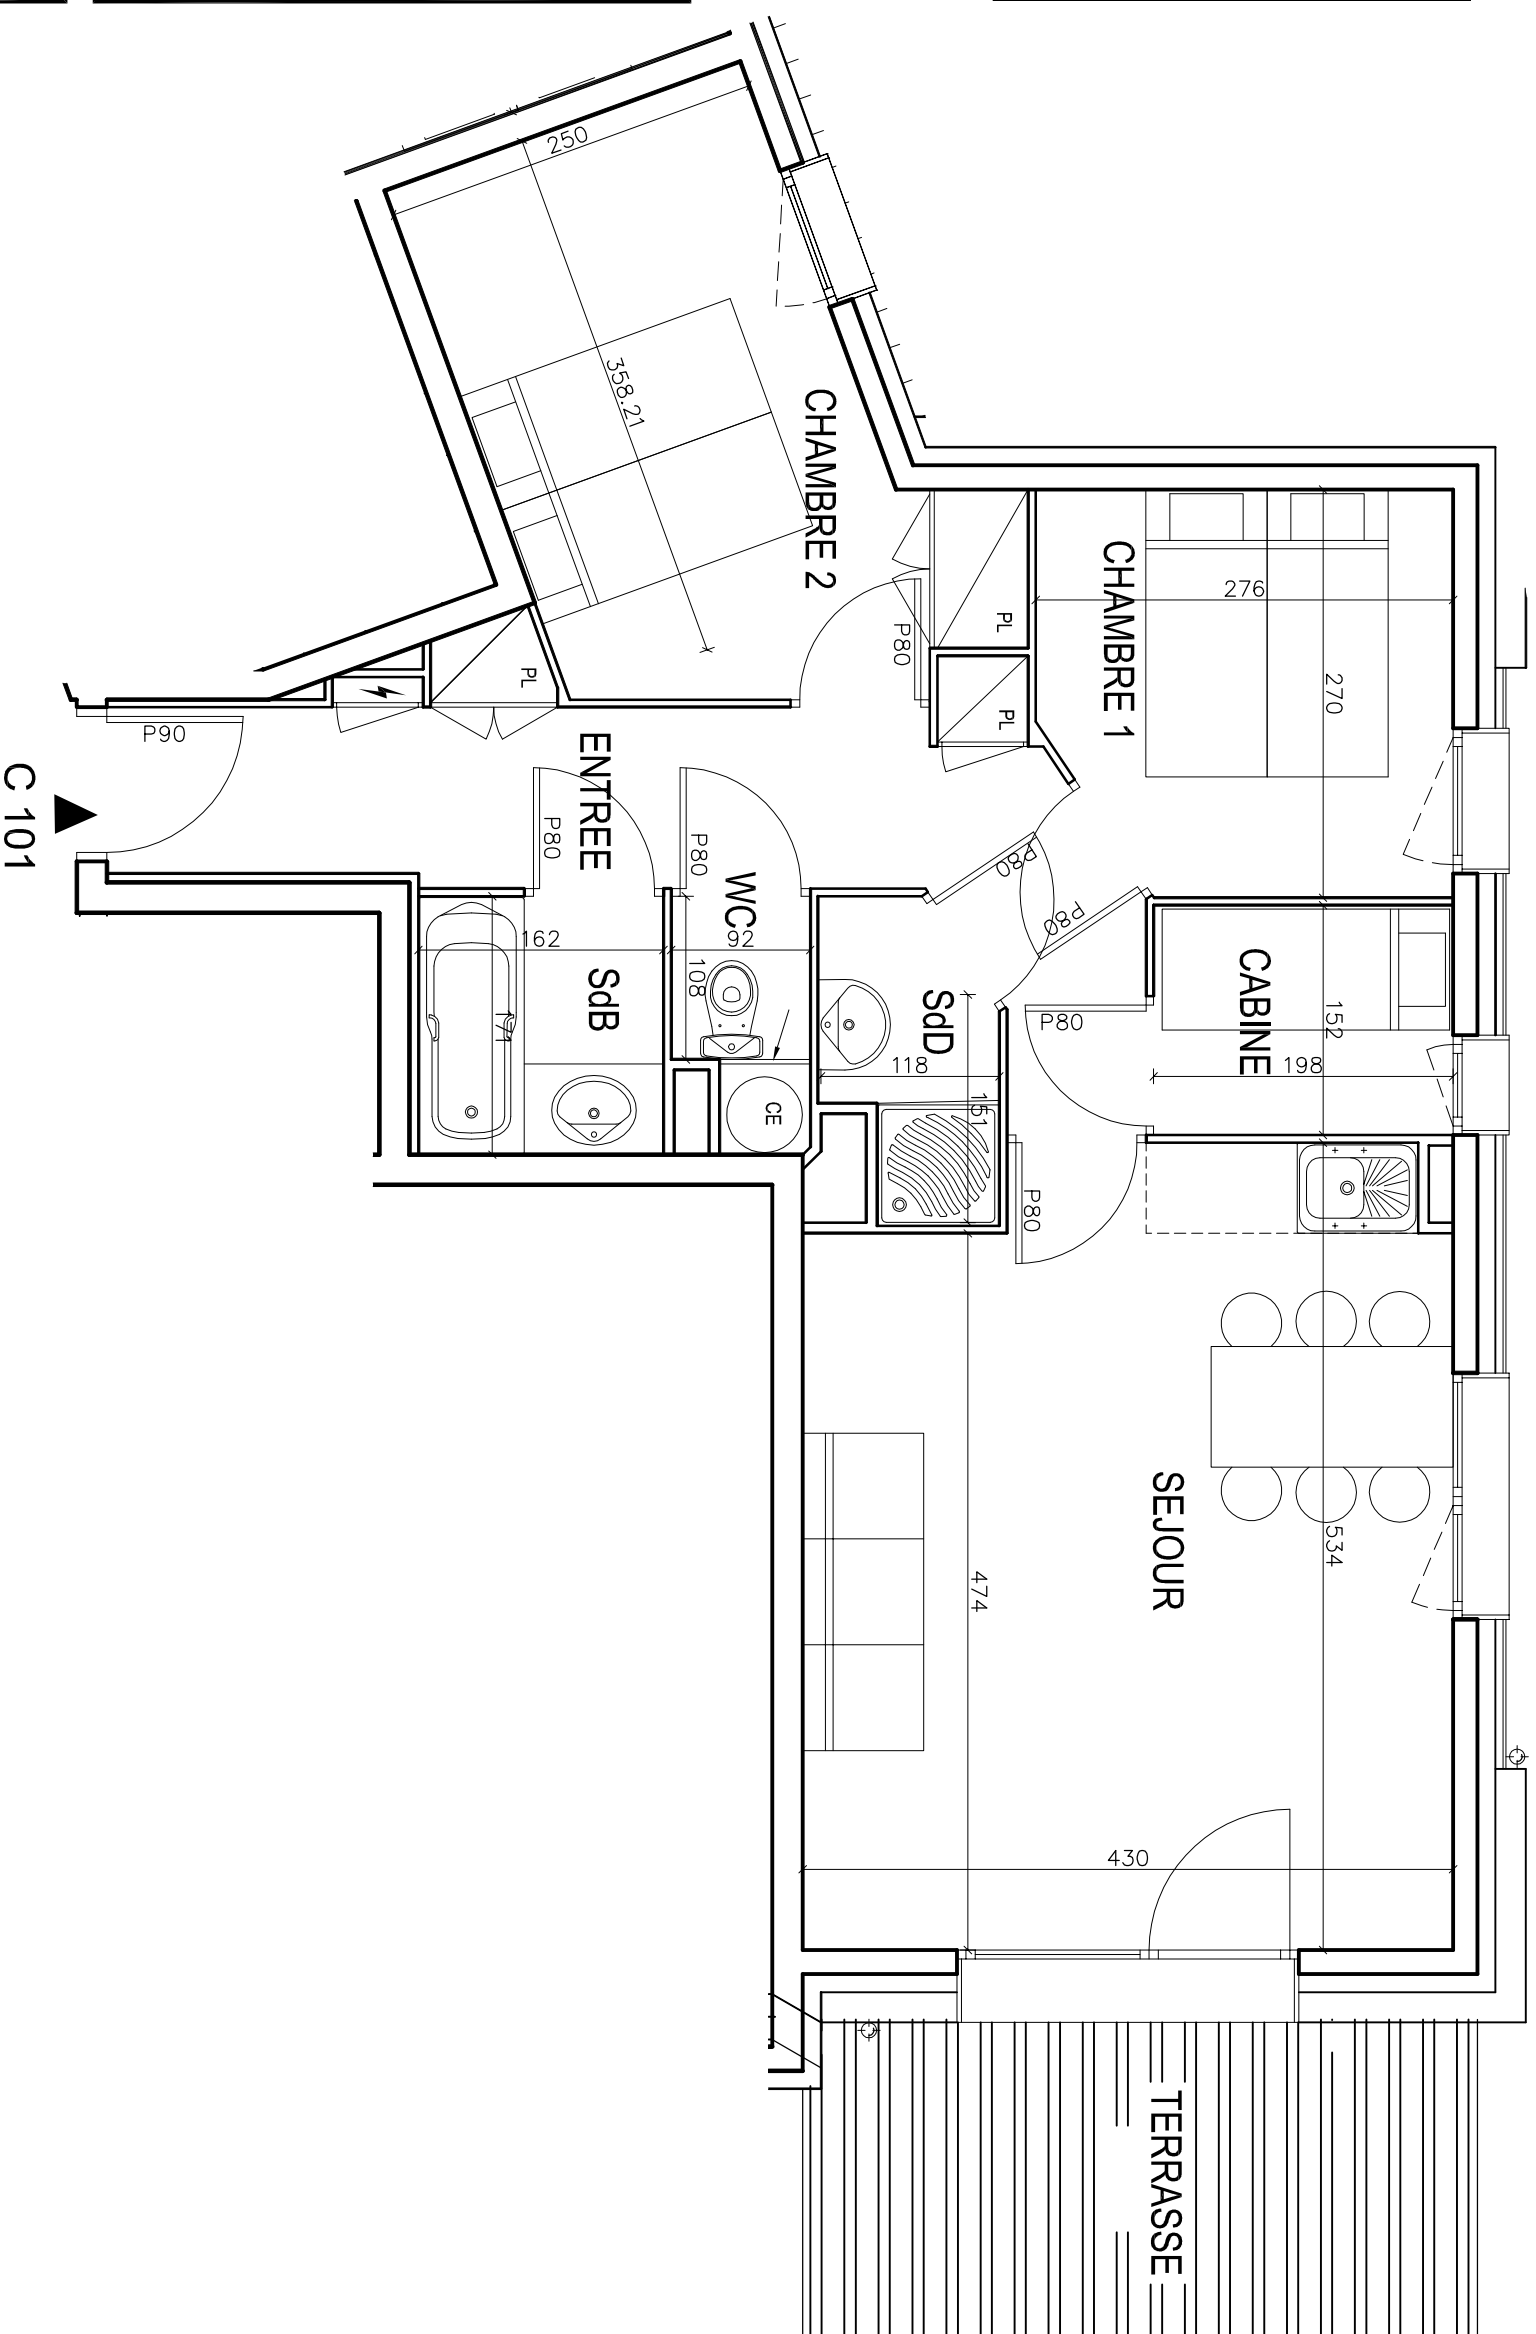 250
358.21
CHAMBRE 2
PL
P80
PL
CHAMBRE 1
276
270
PL
P90
C 101
ENTREE
P80
P80
WC
92
108
162
SdB
171
CE
P80
P80
SdD
118
151
P80
CABINE
152
198
P80
SEJOUR
534
474
430
TERRASSE